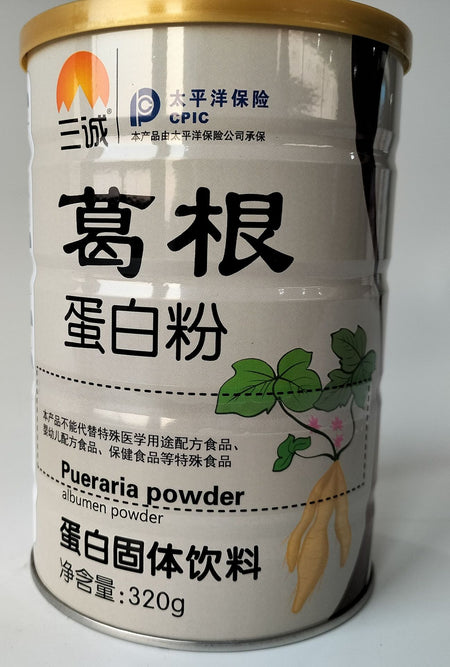 三诚®
太平洋保险
CPIC
本产品由太平洋保险公司承保
葛根
蛋白粉
本产品不能代替特殊医学用途配方食品、
婴幼儿配方食品、保健食品等特殊食品
Pueraria powder
albumen powder
蛋白固体饮料
净含量:320g